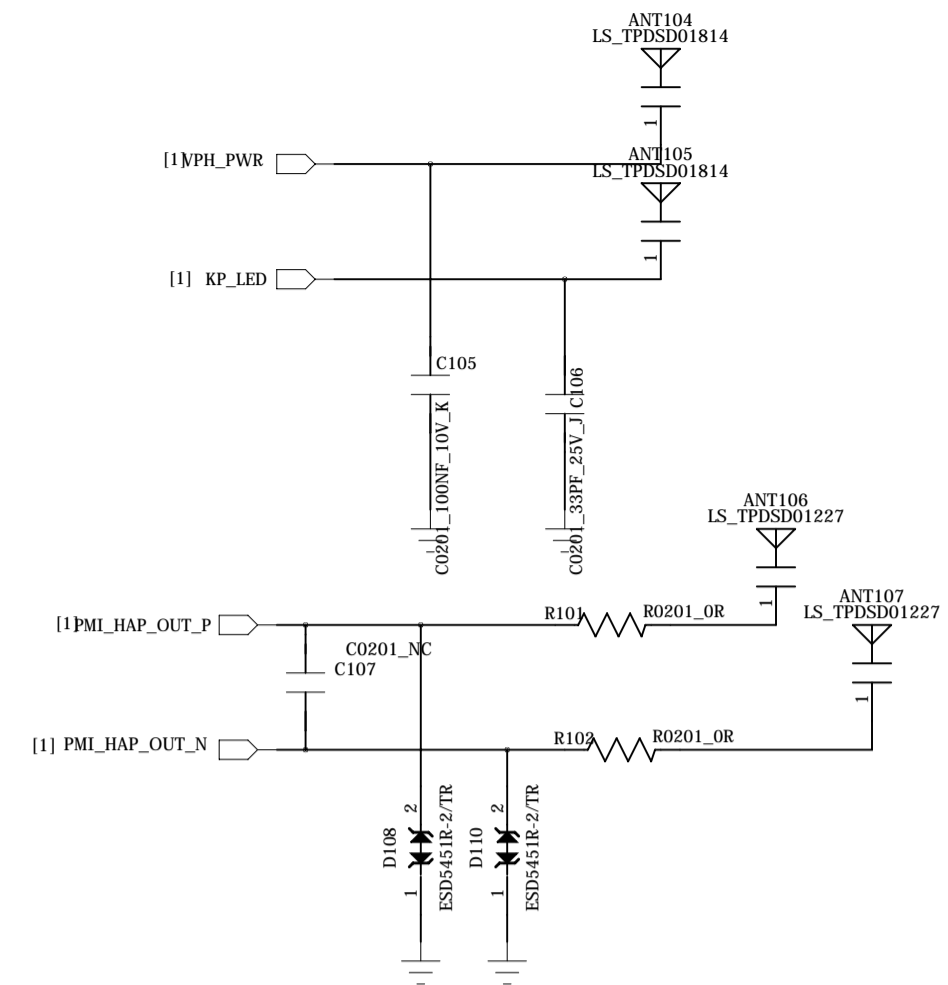 ANT104
LS_TPDSD01814
[1]VPH_PWR
1
ANT105
LS_TPDSD01814
1
[1] KP_LED
C105
C0201_100NF_10V_K
C106
C0201_33PF_25V_J
ANT106
LS_TPDSD01227
1
ANT107
LS_TPDSD01227
1
[1]PMI_HAP_OUT_P
R101
R0201_0R
C0201_NC
C107
[1] PMI_HAP_OUT_N
R102
R0201_0R
D108
2
1
ESD5451R-2/TR
D110
2
1
ESD5451R-2/TR